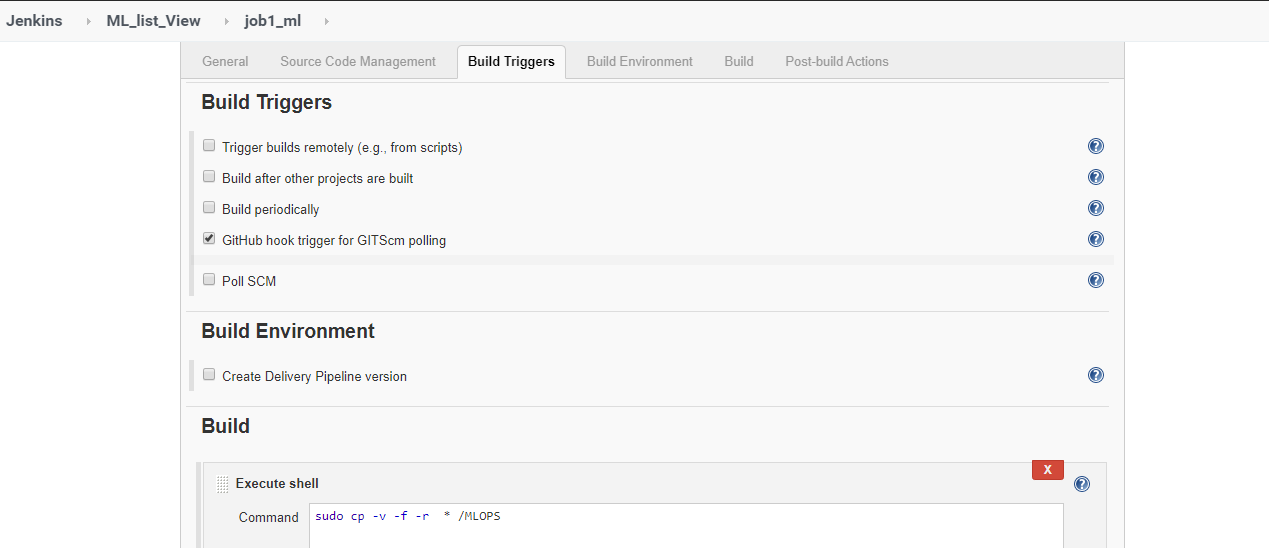 Jenkins ML_list_View job1_ml
General Source Code Management Build Triggers Build Environment Build Post-build Actions
Build Triggers
Trigger builds remotely (e.g., from scripts)
Build after other projects are built
Build periodically
GitHub hook trigger for GITScm polling
Poll SCM
Build Environment
Create Delivery Pipeline version
Build
X
Execute shell
Command sudo cp -v -f -r  * /MLOPS